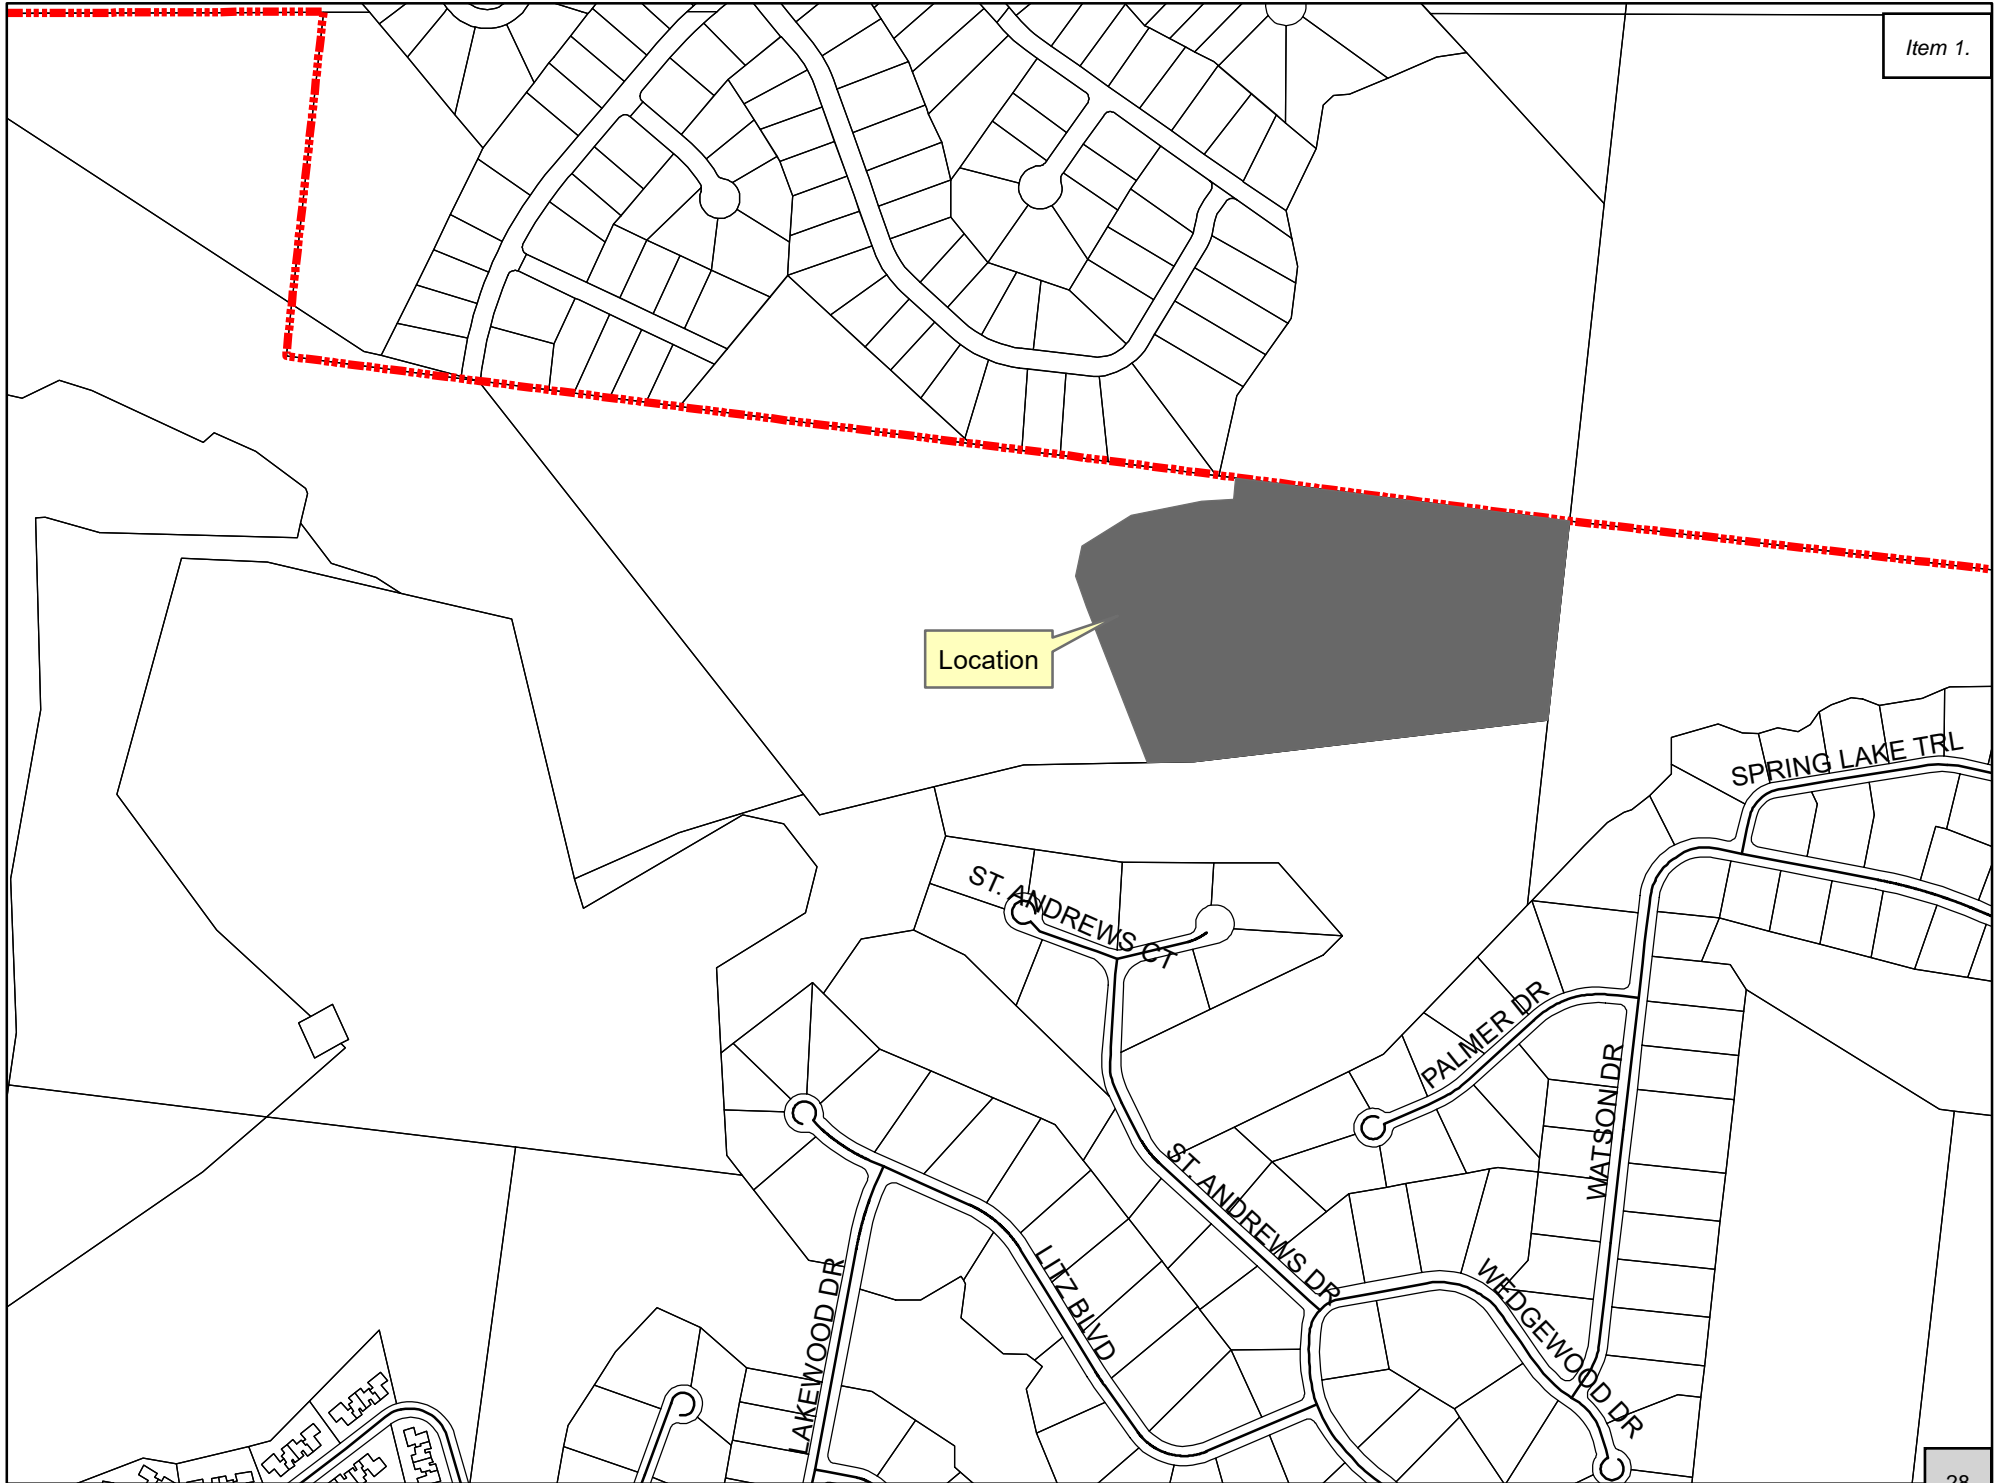 Item 1.
Location
SPRING LAKE TRL
ST. ANDREWS CT
PALMER DR
WATSON DR
ST. ANDREWS DR
LITZ BLVD
LAKEWOOD DR
WEDGEWOOD DR
28